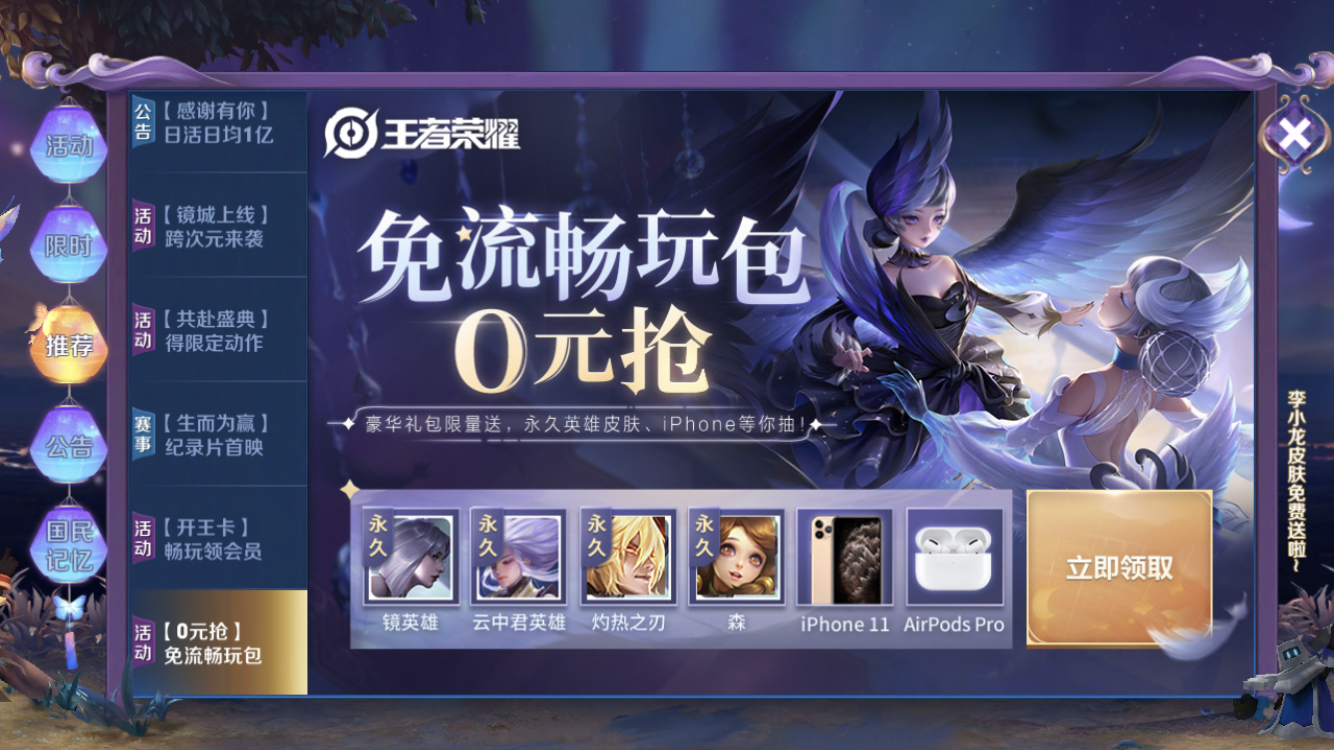 活动
限时
推荐
公告
国民
记忆
公告
【感谢有你】
日活日均1亿
活动
【镜城上线】
跨次元来袭
活动
【共赴盛典】
得限定动作
赛事
【生而为赢】
纪录片首映
活动
【开王卡】
畅玩领会员
活动
【0元抢】
免流畅玩包
王者荣耀
免流畅玩包
0元抢
豪华礼包限量送，永久英雄皮肤、iPhone等你抽！
永久
镜英雄
永久
云中君英雄
永久
灼热之刃
永久
森
iPhone 11
AirPods Pro
立即领取
李小龙皮肤免费送啦~